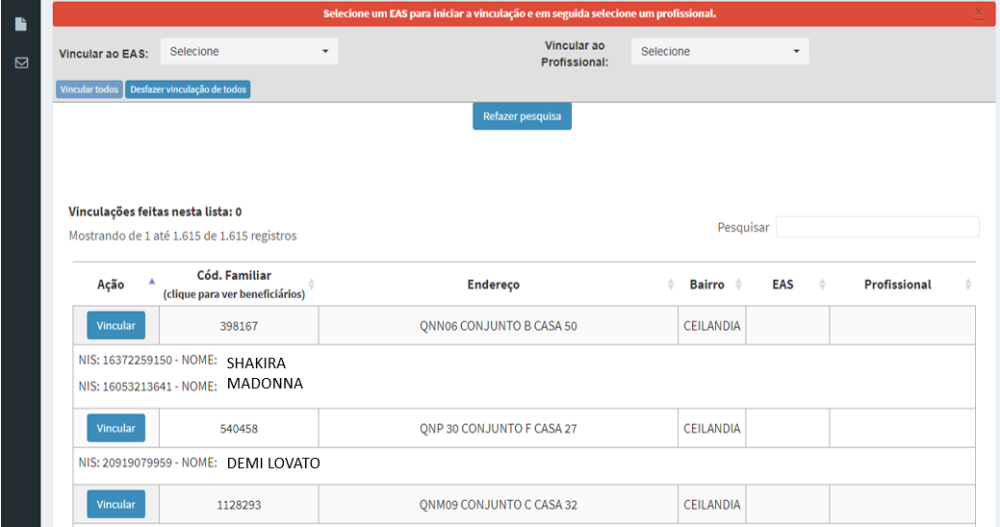 Selecione um EAS para iniciar a vinculação e em seguida selecione um profissional.
×
Vincular ao EAS: Selecione
Vincular ao Profissional: Selecione
Vincular todos Desfazer vinculação de todos
Refazer pesquisa
Vinculações feitas nesta lista: 0
Mostrando de 1 até 1.615 de 1.615 registros
Pesquisar
Ação Cód. Familiar (clique para ver beneficiários) Endereço Bairro EAS Profissional
Vincular 398167 QNN06 CONJUNTO B CASA 50 CEILANDIA
NIS: 16372259150 - NOME: SHAKIRA
NIS: 16053213641 - NOME: MADONNA
Vincular 540458 QNP 30 CONJUNTO F CASA 27 CEILANDIA
NIS: 20919079959 - NOME: DEMI LOVATO
Vincular 1128293 QNM09 CONJUNTO C CASA 32 CEILANDIA